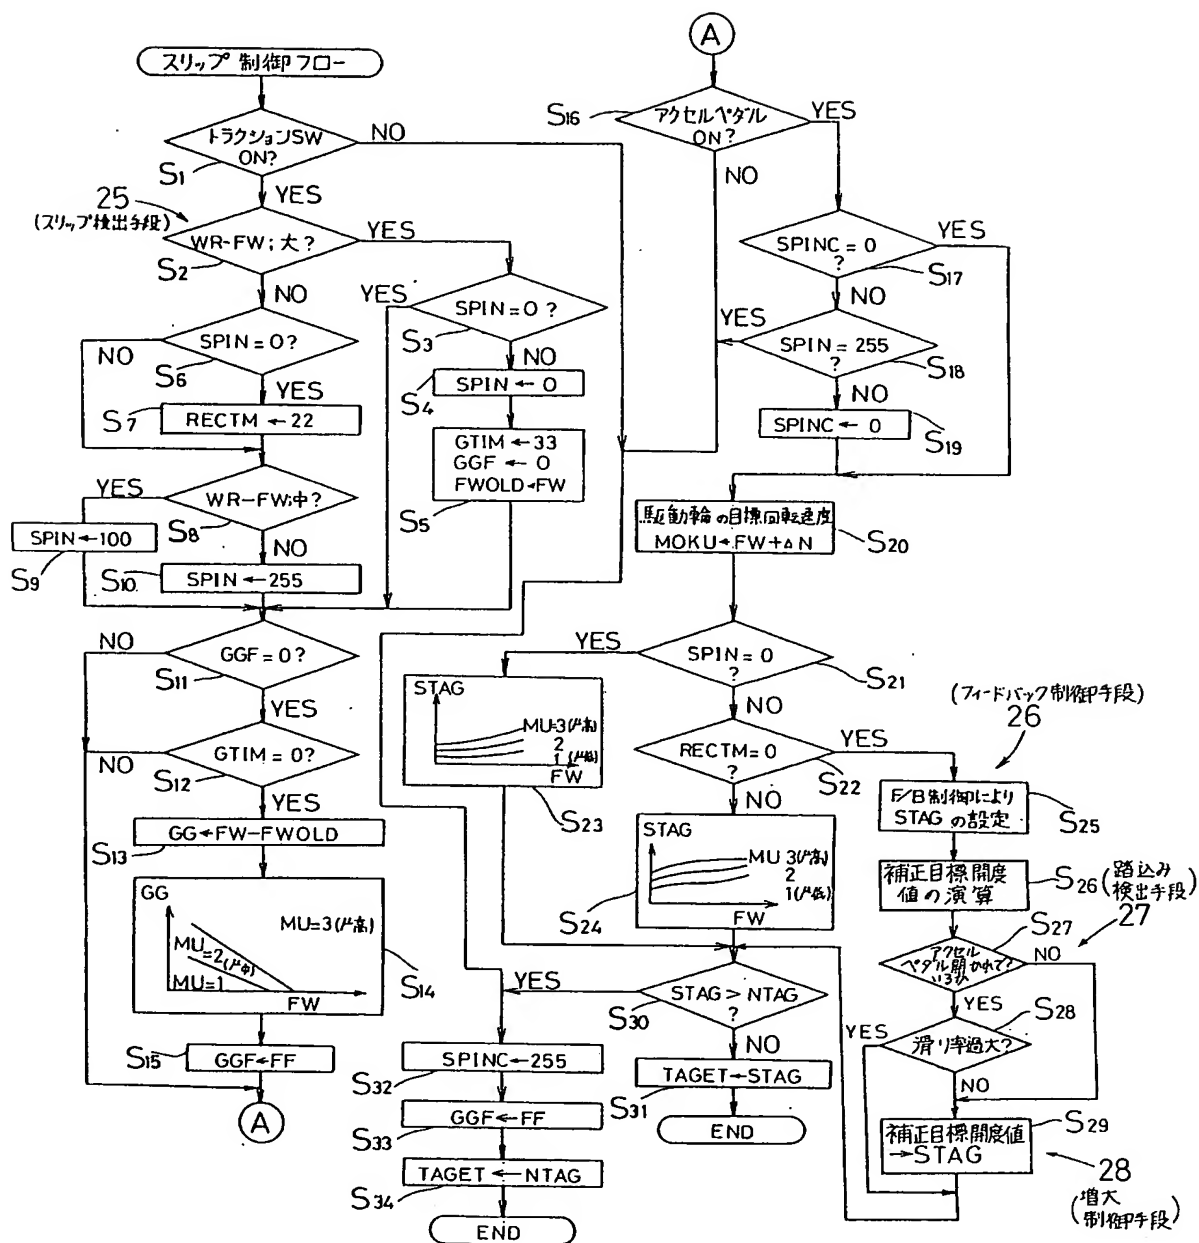 スリップ制御フロー
トラクションSW
ON?
S1
NO
YES
25
(スリップ検出手段)
WR-FW;大?
S2
YES
NO
SPIN=0?
S3
YES
NO
SPIN←0
S4
GTIM←33
GGF←0
FWOLD←FW
S5
SPIN=0?
S6
NO
YES
RECTM←22
S7
WR-FW;中?
S8
YES
NO
SPIN←100
S9
SPIN←255
S10
GGF=0?
S11
NO
YES
GTIM=0?
S12
NO
YES
GG←FW-FWOLD
S13
GG
MU=3(μ高)
MU=2(μ中)
MU=1
FW
S14
GGF←FF
S15
A
A
アクセルペダル
ON?
S16
YES
NO
SPINC=0
?
S17
YES
NO
SPIN=255
?
S18
YES
NO
SPINC←0
S19
駆動輪の目標回転速度
MOKU←FW+ΔN
S20
SPIN=0
?
S21
YES
NO
RECTM=0
?
S22
YES
NO
STAG
MU=3(μ高)
2
1(μ低)
FW
S23
STAG
MU 3(μ高)
2
1(μ低)
FW
S24
(フィードバック制御手段)
26
F/B制御により
STAGの設定
S25
補正目標開度
値の演算
S26
(踏込み
検出手段)
27
アクセル
ペダル開かれて
いるか?
S27
NO
YES
滑り率過大?
S28
YES
NO
補正目標開度値
→STAG
S29
28
(増大
制御手段)
STAG>NTAG
?
S30
YES
NO
TAGET←STAG
S31
END
SPINC←255
S32
GGF←FF
S33
TAGET←NTAG
S34
END